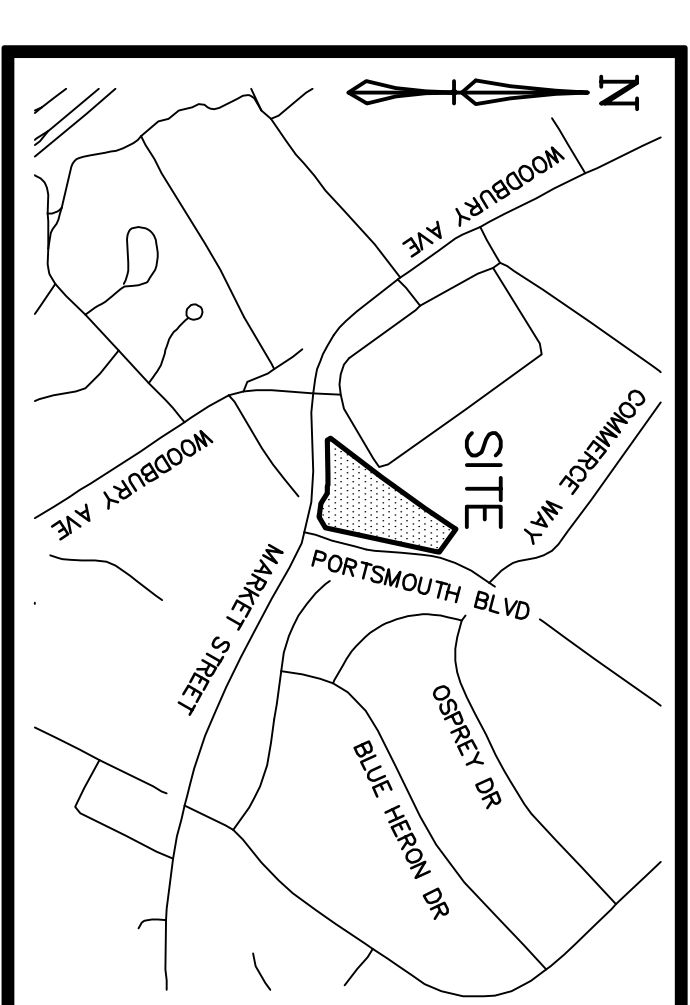 N
WOODBURY AVE
COMMERCE WAY
SITE
WOODBURY AVE
PORTSMOUTH BLVD
MARKET STREET
OSPREY DR
BLUE HERON DR